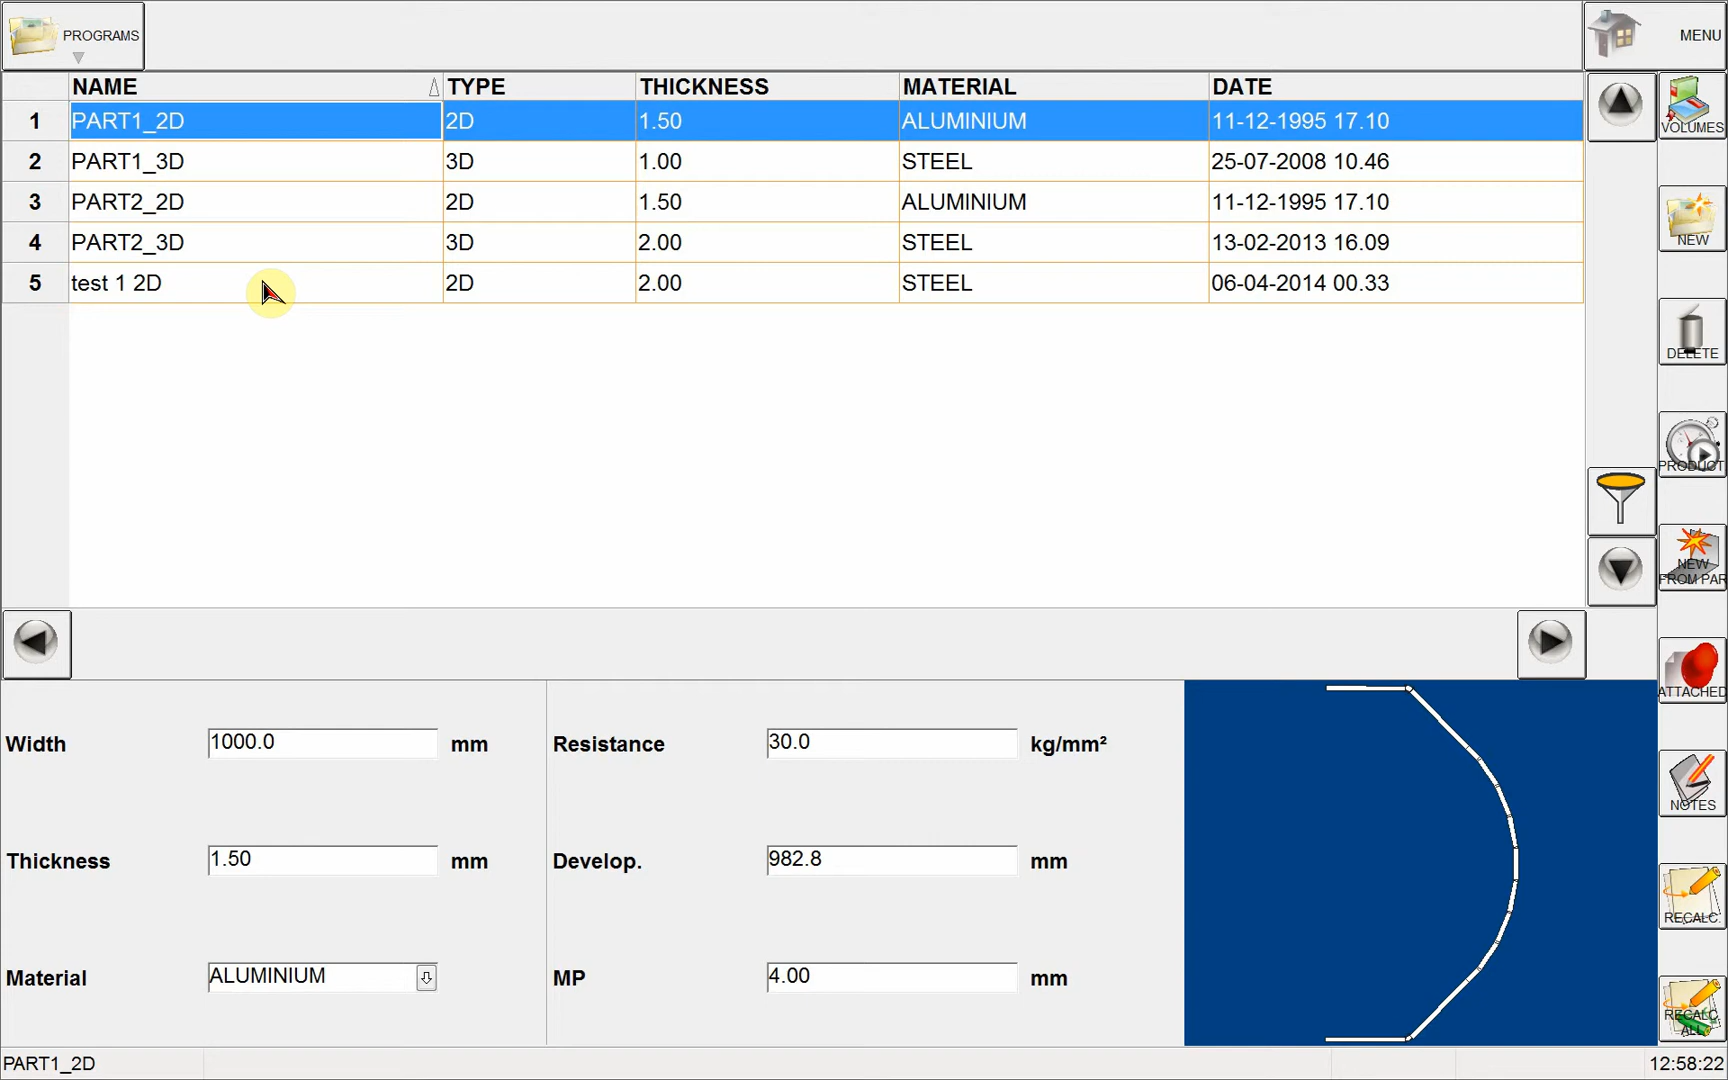 PROGRAMS
MENU
NAME TYPE THICKNESS MATERIAL DATE
1 PART1_2D 2D 1.50 ALUMINIUM 11-12-1995 17.10
2 PART1_3D 3D 1.00 STEEL 25-07-2008 10.46
3 PART2_2D 2D 1.50 ALUMINIUM 11-12-1995 17.10
4 PART2_3D 3D 2.00 STEEL 13-02-2013 16.09
5 test 1 2D 2D 2.00 STEEL 06-04-2014 00.33
VOLUMES
NEW
DELETE
PRODUCT
NEW
FROM PAR
ATTACHED
NOTES
RECALC.
RECALC.
ALL
Width 1000.0 mm Resistance 30.0 kg/mm²
Thickness 1.50 mm Develop. 982.8 mm
Material ALUMINIUM MP 4.00 mm
PART1_2D
12:58:22